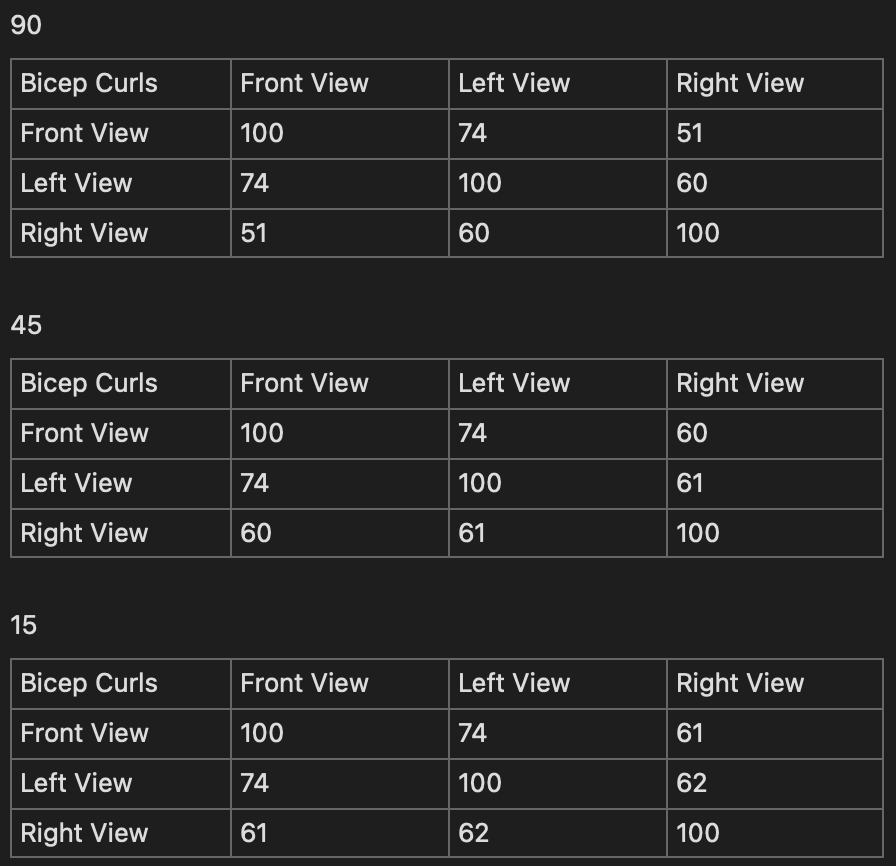 90
Bicep Curls Front View Left View Right View
Front View 100 74 51
Left View 74 100 60
Right View 51 60 100
45
Bicep Curls Front View Left View Right View
Front View 100 74 60
Left View 74 100 61
Right View 60 61 100
15
Bicep Curls Front View Left View Right View
Front View 100 74 61
Left View 74 100 62
Right View 61 62 100